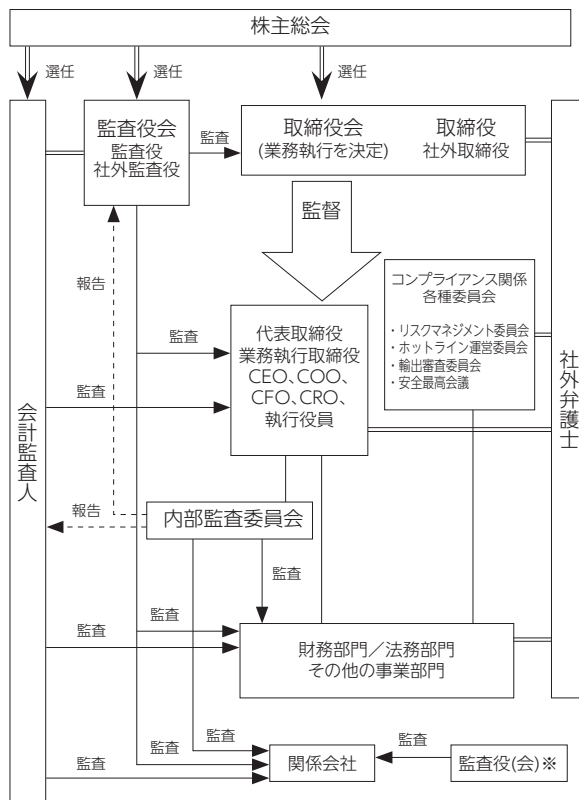 株主総会
選任
選任
選任
監査役会
監査役
社外監査役
監査
取締役会
(業務執行を決定)
取締役
社外取締役
監督
報告
コンプライアンス関係
各種委員会
・リスクマネジメント委員会
・ホットライン運営委員会
・輸出審査委員会
・安全最高会議
監査
代表取締役
業務執行取締役
CEO、COO、
CFO、CRO、
執行役員
監査
会計監査人
社外弁護士
報告
内部監査委員会
監査
監査
財務部門／法務部門
その他の事業部門
監査
監査
監査
監査
関係会社
監査
監査役(会)※